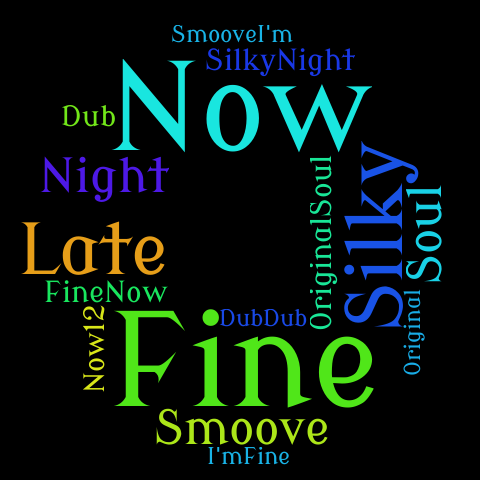 SmooveI'm
SilkyNight
Now
Dub
Night
Silky
OriginalSoul
Soul
Late
FineNow
Original
Now12
DubDub
Fine
Smoove
I'mFine